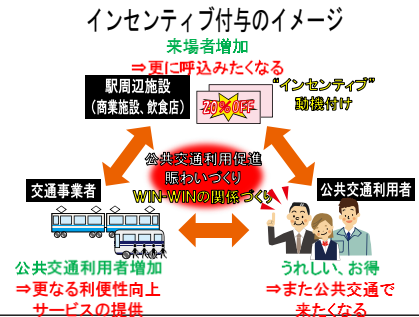 インセンティブ付与のイメージ
来場者増加
⇒更に呼込みたくなる
駅周辺施設
（商業施設、飲食店）
20%OFF
“インセンティブ”
動機付け
公共交通利用促進
賑わいづくり
WIN-WINの関係づくり
交通事業者
公共交通利用者
公共交通利用者増加
⇒更なる利便性向上
サービスの提供
うれしい、お得
⇒また公共交通で
来たくなる